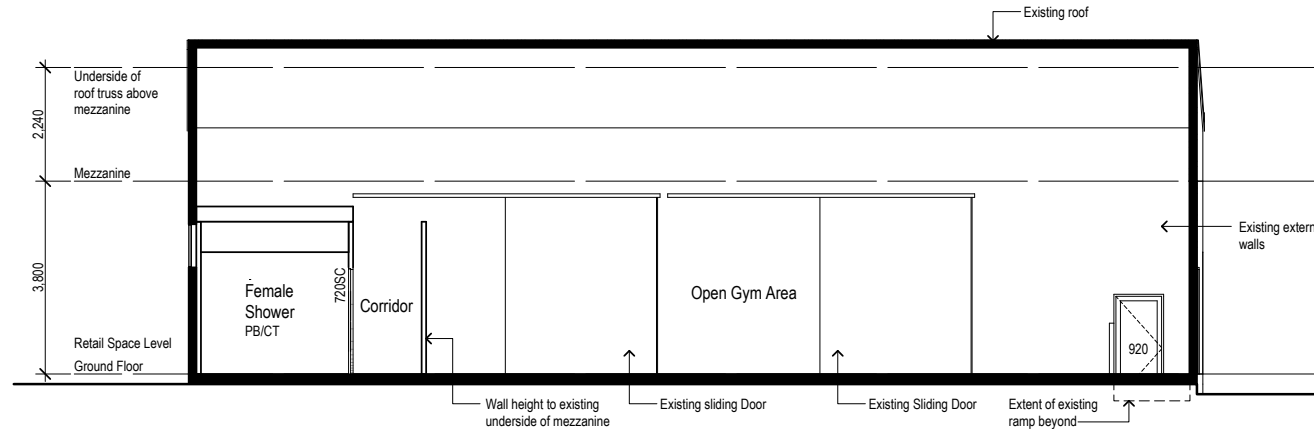 Existing roof
Underside of
roof truss above
mezzanine
2,240
Mezzanine
3,800
Female
Shower
PB/CT
720SC
Corridor
Open Gym Area
Existing extern
walls
920
Retail Space Level
Ground Floor
Wall height to existing
underside of mezzanine
Existing sliding Door
Existing Sliding Door
Extent of existing
ramp beyond